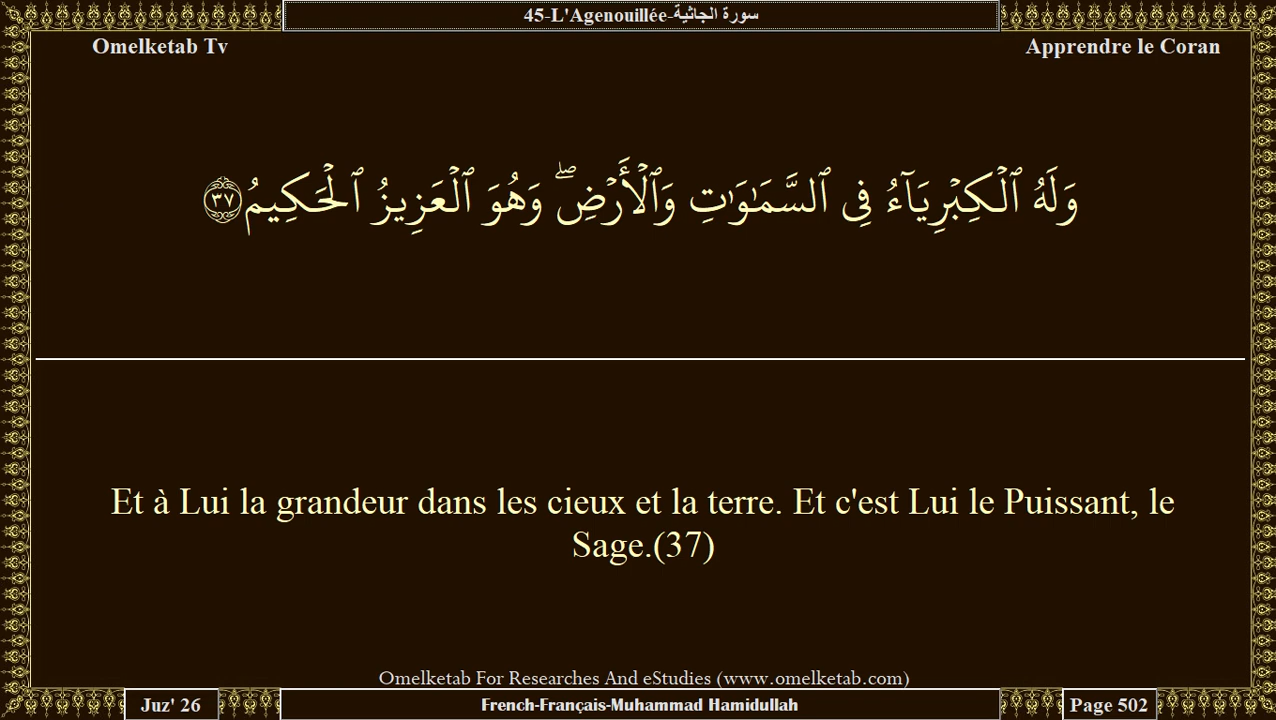 45-L'Agenouillée-سورة الجاثية
Omelketab Tv
Apprendre le Coran
وَلَهُ ٱلْكِبْرِيَآءُ فِى ٱلسَّمَـٰوَٰتِ وَٱلْأَرْضِ ۖ وَهُوَ ٱلْعَزِيزُ ٱلْحَكِيمُ ٣٧
Et à Lui la grandeur dans les cieux et la terre. Et c'est Lui le Puissant, le
Sage.(37)
Omelketab For Researches And eStudies (www.omelketab.com)
Juz' 26
French-Français-Muhammad Hamidullah
Page 502